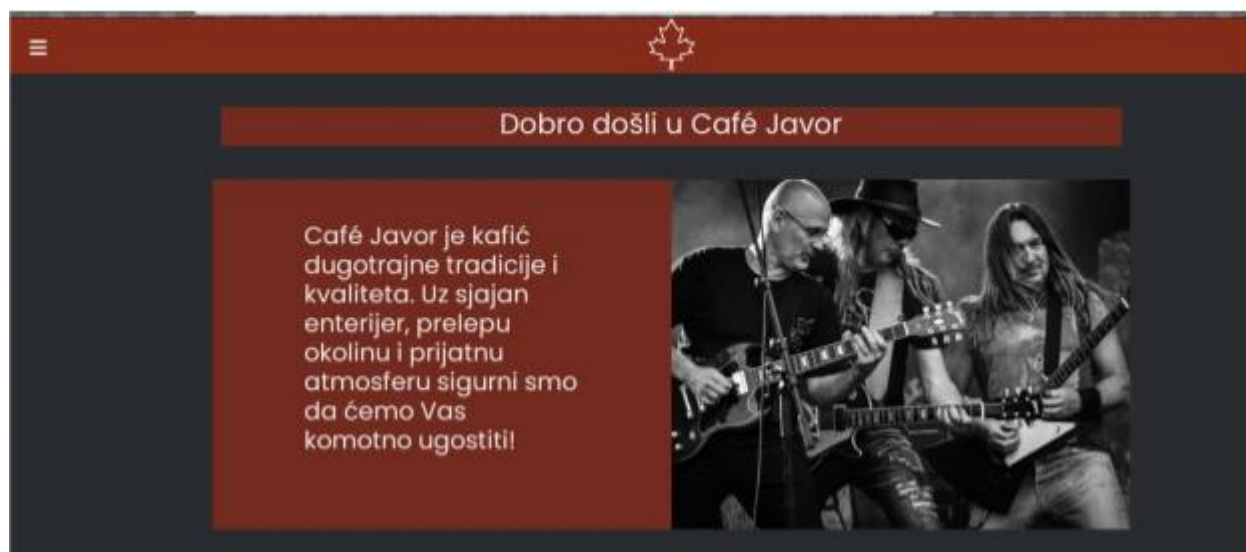 Dobro došli u Café Javor
Café Javor je kafić
dugotrajne tradicije i
kvaliteta. Uz sjajan
enterijer, prelepu
okolinu i prijatnu
atmosferu sigurni smo
da ćemo Vas
komotno ugostiti!